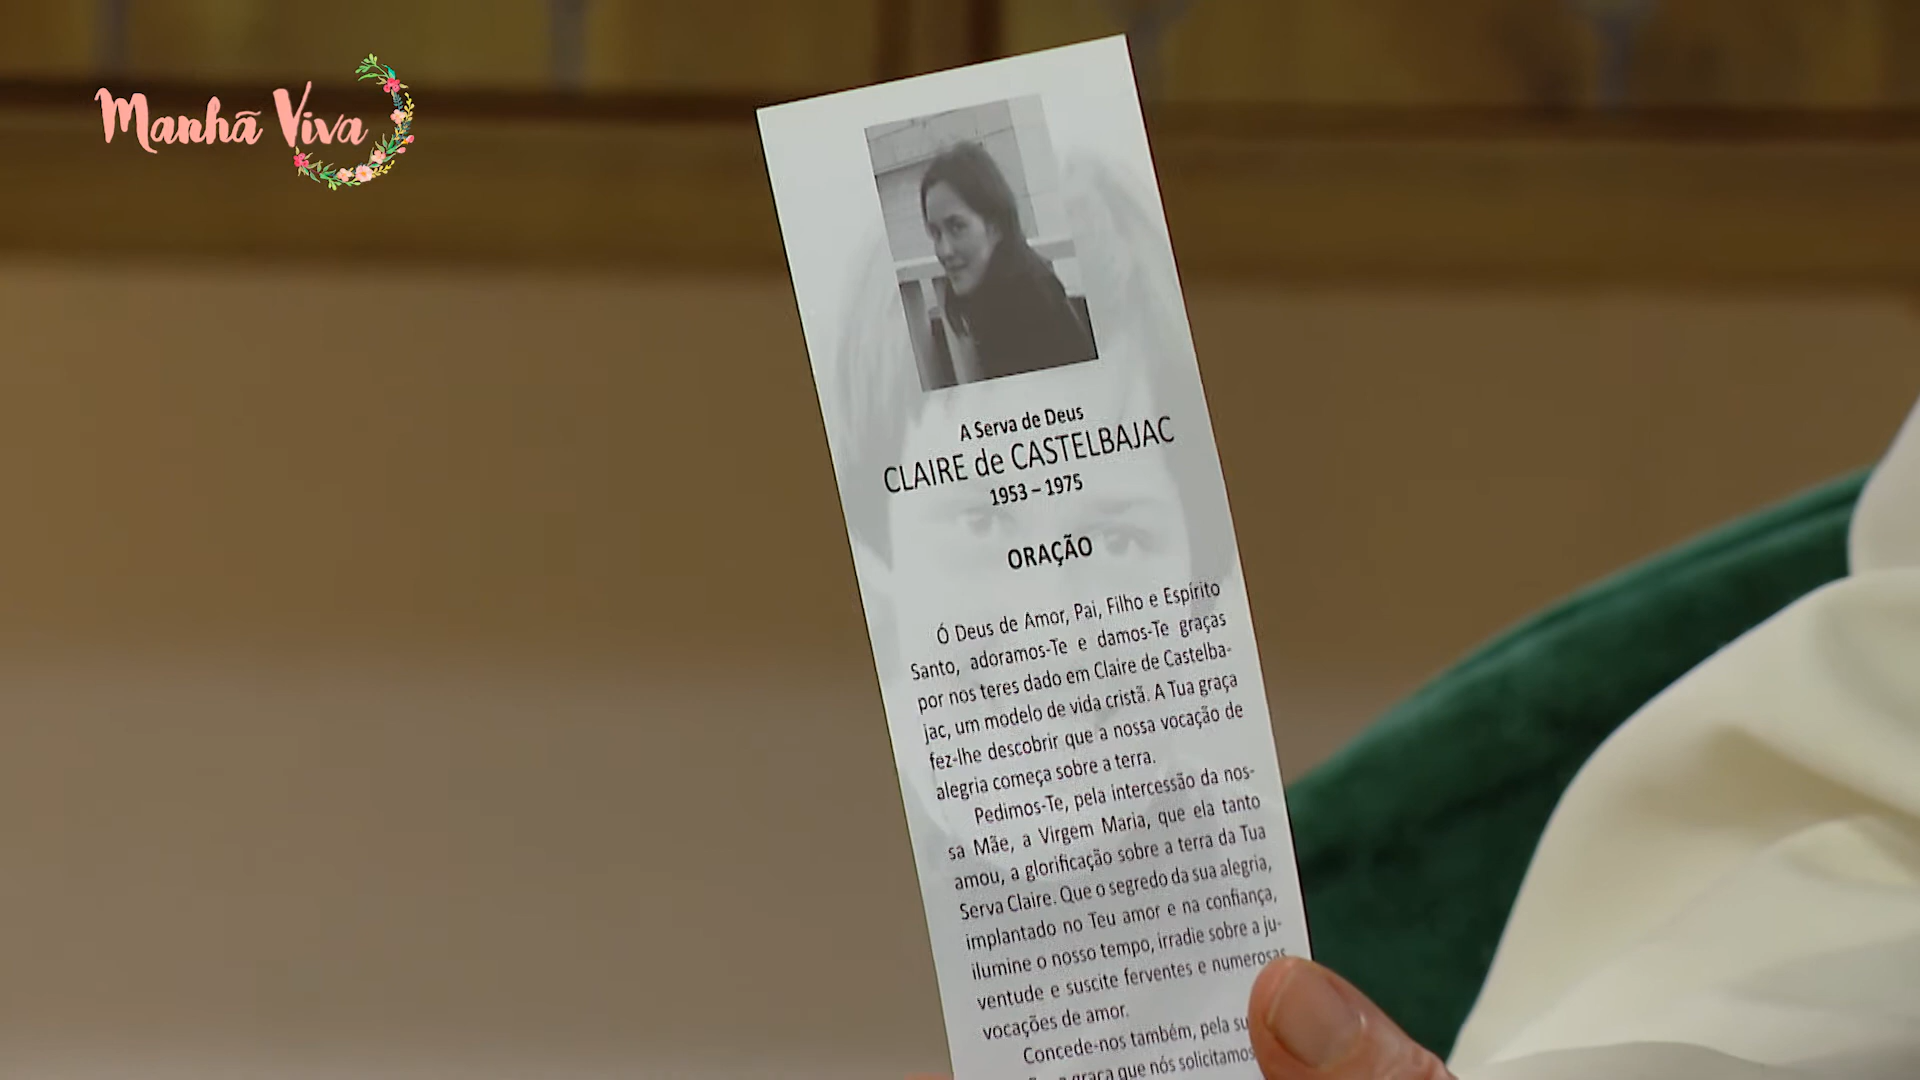 Manhã Viva
A Serva de Deus
CLAIRE de CASTELBAJAC
1953 – 1975
ORAÇÃO
Ó Deus de Amor, Pai, Filho e Espírito
Santo, adoramos-Te e damos-Te graças
por nos teres dado em Claire de Castelba-
jac, um modelo de vida cristã. A Tua graça
fez-lhe descobrir que a nossa vocação de
alegria começa sobre a terra.
Pedimos-Te, pela intercessão da nos-
sa Mãe, a Virgem Maria, que ela tanto
amou, a glorificação sobre a terra da Tua
Serva Claire. Que o segredo da sua alegria,
implantado no Teu amor e na confiança,
ilumine o nosso tempo, irradie sobre a ju-
ventude e suscite ferventes e numerosas
vocações de amor.
Concede-nos também, pela su
graça que nós solicitamos